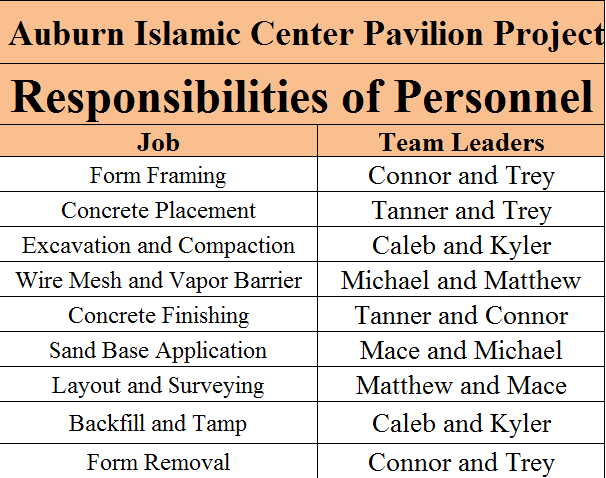 Auburn Islamic Center Pavilion Project
Responsibilities of Personnel
Job Team Leaders
Form Framing Connor and Trey
Concrete Placement Tanner and Trey
Excavation and Compaction Caleb and Kyler
Wire Mesh and Vapor Barrier Michael and Matthew
Concrete Finishing Tanner and Connor
Sand Base Application Mace and Michael
Layout and Surveying Matthew and Mace
Backfill and Tamp Caleb and Kyler
Form Removal Connor and Trey